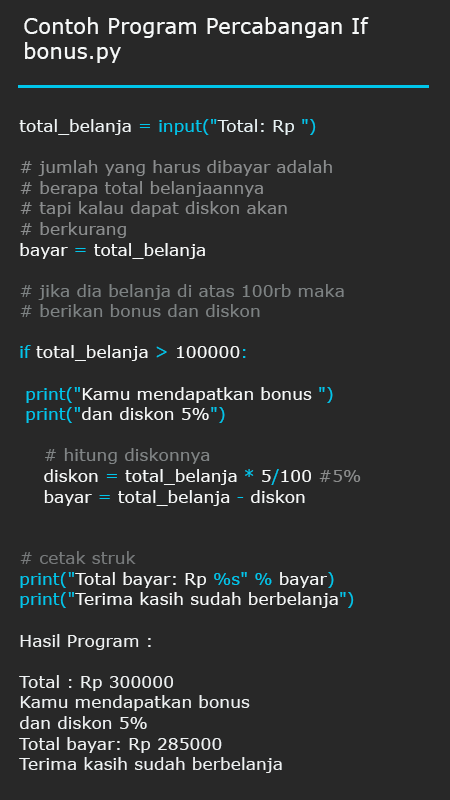 Contoh Program Percabangan If
bonus.py
total_belanja = input("Total: Rp ")
# jumlah yang harus dibayar adalah
# berapa total belanjaannya
# tapi kalau dapat diskon akan
# berkurang
bayar = total_belanja
# jika dia belanja di atas 100rb maka
# berikan bonus dan diskon
if total_belanja > 100000:
print("Kamu mendapatkan bonus ")
print("dan diskon 5%")
# hitung diskonnya
diskon = total_belanja * 5/100 #5%
bayar = total_belanja - diskon
# cetak struk
print("Total bayar: Rp %s" % bayar)
print("Terima kasih sudah berbelanja")
Hasil Program :
Total : Rp 300000
Kamu mendapatkan bonus
dan diskon 5%
Total bayar: Rp 285000
Terima kasih sudah berbelanja